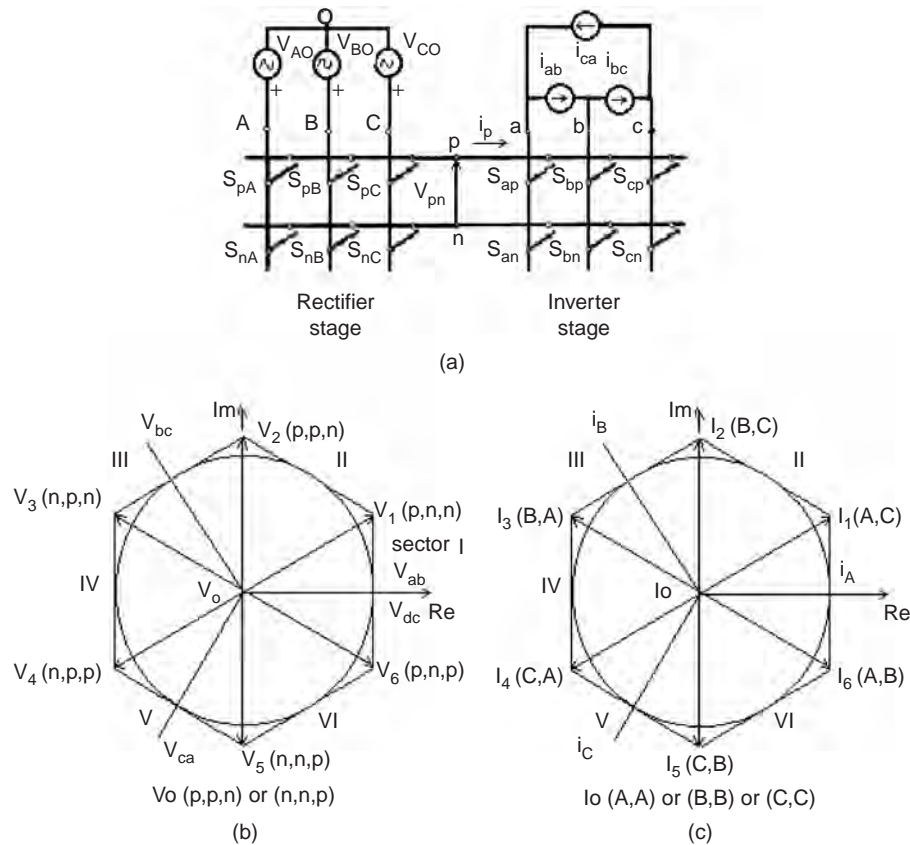 O
V_AO V_BO V_CO
i_ca
i_ab i_bc
+ + +
A B C
p i_p a b c
S_pA S_pB S_pC V_pn S_ap S_bp S_cp
n
S_nA S_nB S_nC S_an S_bn S_cn
Rectifier stage
Inverter stage
(a)
Im
V_bc
V_2 (p,p,n)
III
II
V_3 (n,p,n)
V_1 (p,n,n)
sector I
IV
V_o
V_ab
V_dc Re
V_4 (n,p,p)
V_6 (p,n,p)
V
VI
V_ca
V_5 (n,n,p)
Vo (p,p,n) or (n,n,p)
(b)
Im
i_B
I_2 (B,C)
III
II
I_3 (B,A)
I_1(A,C)
IV
Io
i_A
Re
I_4 (C,A)
I_6 (A,B)
V
VI
i_C
I_5 (C,B)
Io (A,A) or (B,B) or (C,C)
(c)